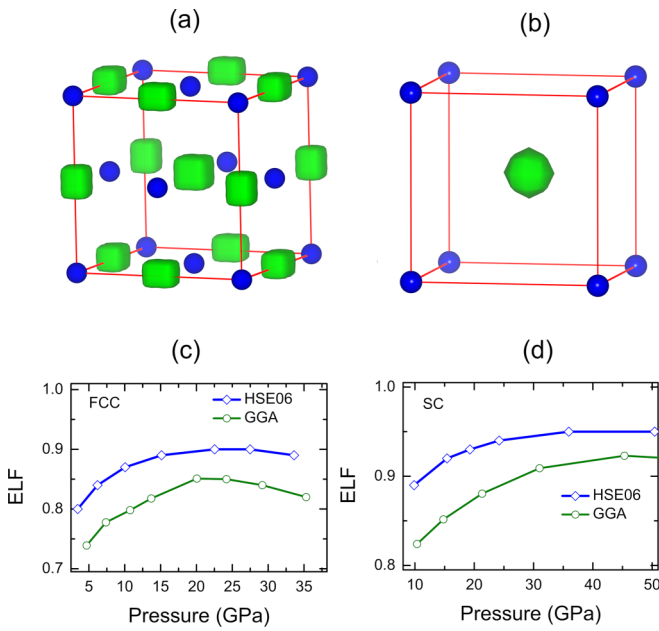 (a) (b)
(c) (d)
1.0
0.9
0.8
0.7
ELF
FCC
HSE06
GGA
5 10 15 20 25 30 35
Pressure (GPa)
1.0
0.9
0.8
ELF
SC
HSE06
GGA
10 20 30 40 50
Pressure (GPa)